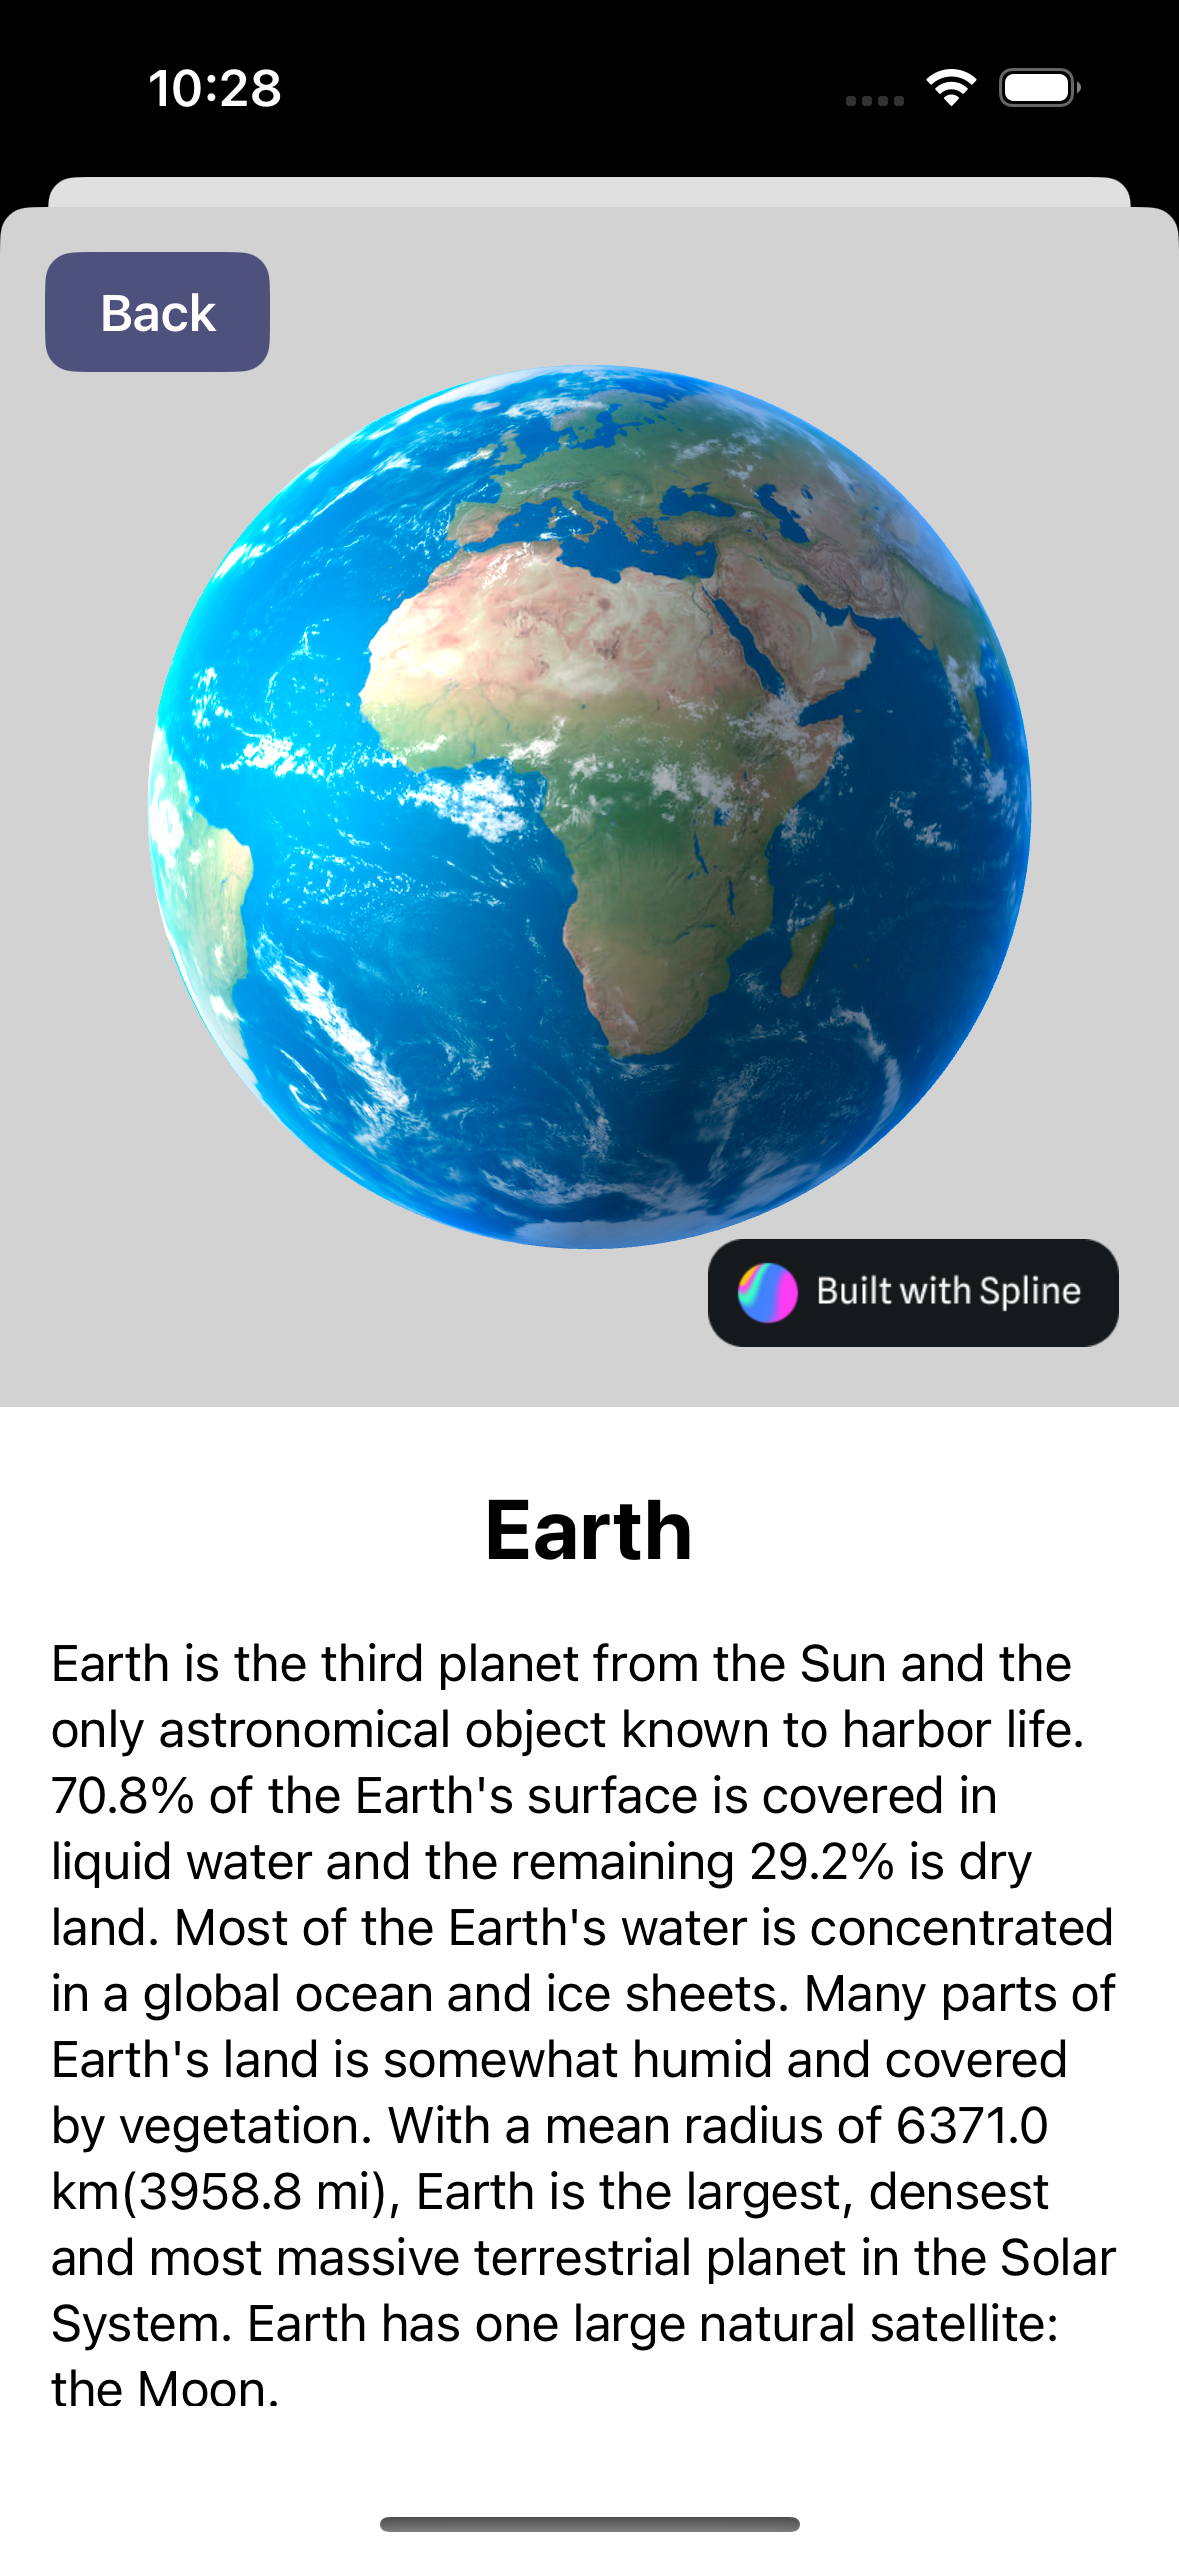 10:28
Back
Built with Spline
Earth
Earth is the third planet from the Sun and the
only astronomical object known to harbor life.
70.8% of the Earth's surface is covered in
liquid water and the remaining 29.2% is dry
land. Most of the Earth's water is concentrated
in a global ocean and ice sheets. Many parts of
Earth's land is somewhat humid and covered
by vegetation. With a mean radius of 6371.0
km(3958.8 mi), Earth is the largest, densest
and most massive terrestrial planet in the Solar
System. Earth has one large natural satellite:
the Moon.